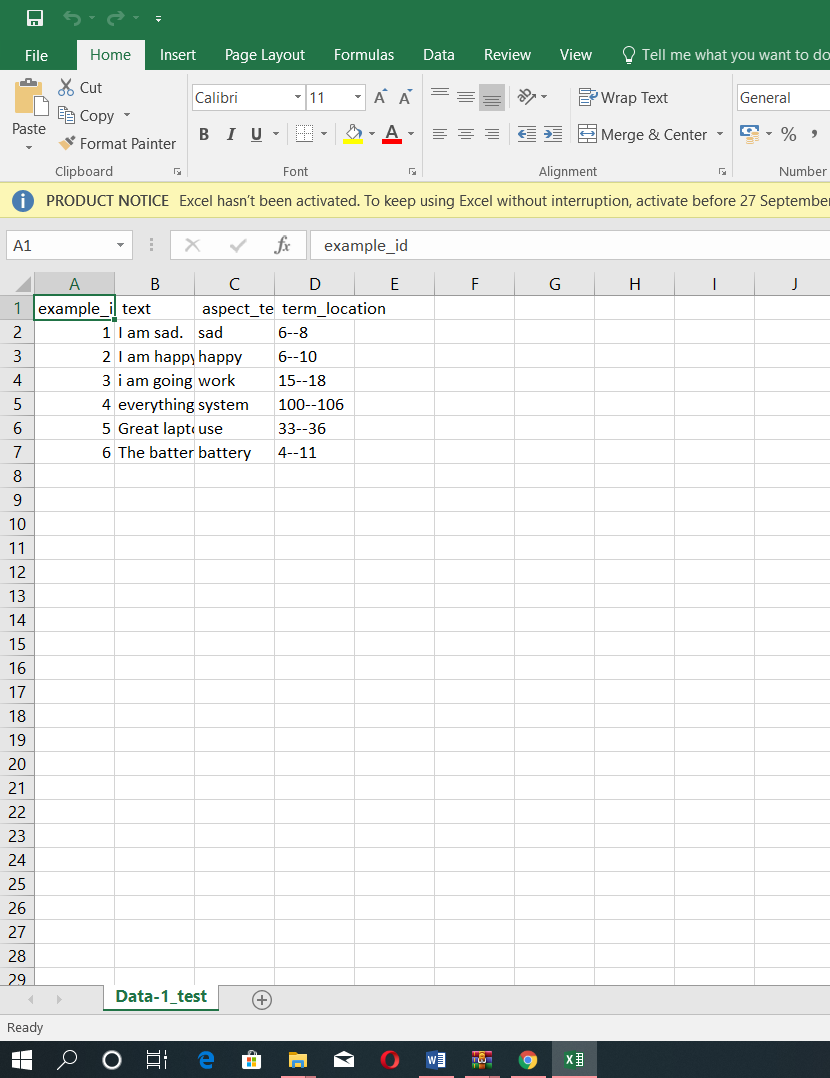 File Home Insert Page Layout Formulas Data Review View Tell me what you want to do
Paste
Cut
Copy
Format Painter
Clipboard
Calibri 11
B I U A
Font
Wrap Text
Merge & Center
Alignment
General
% ,
Number
PRODUCT NOTICE Excel hasn't been activated. To keep using Excel without interruption, activate before 27 September
A1 fx example_id
A B C D E F G H I J
1 example_i text aspect_te term_location
2 1 I am sad. sad 6--8
3 2 I am happy happy 6--10
4 3 i am going work 15--18
5 4 everything system 100--106
6 5 Great lapt use 33--36
7 6 The batter battery 4--11
8
9
10
11
12
13
14
15
16
17
18
19
20
21
22
23
24
25
26
27
28
29
Data-1_test
Ready